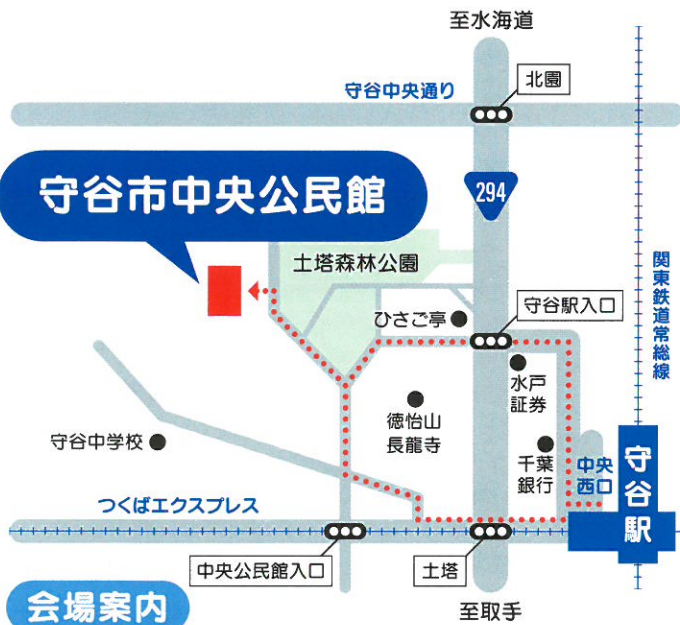 至水海道
守谷中央通り
北園
守谷市中央公民館
294
土塔森林公園
関東鉄道常総線
ひさご亭
守谷駅入口
水戸
証券
徳怡山
長龍寺
守谷中学校
千葉
銀行
中央
西口
守谷駅
つくばエクスプレス
中央公民館入口
土塔
会場案内
至取手